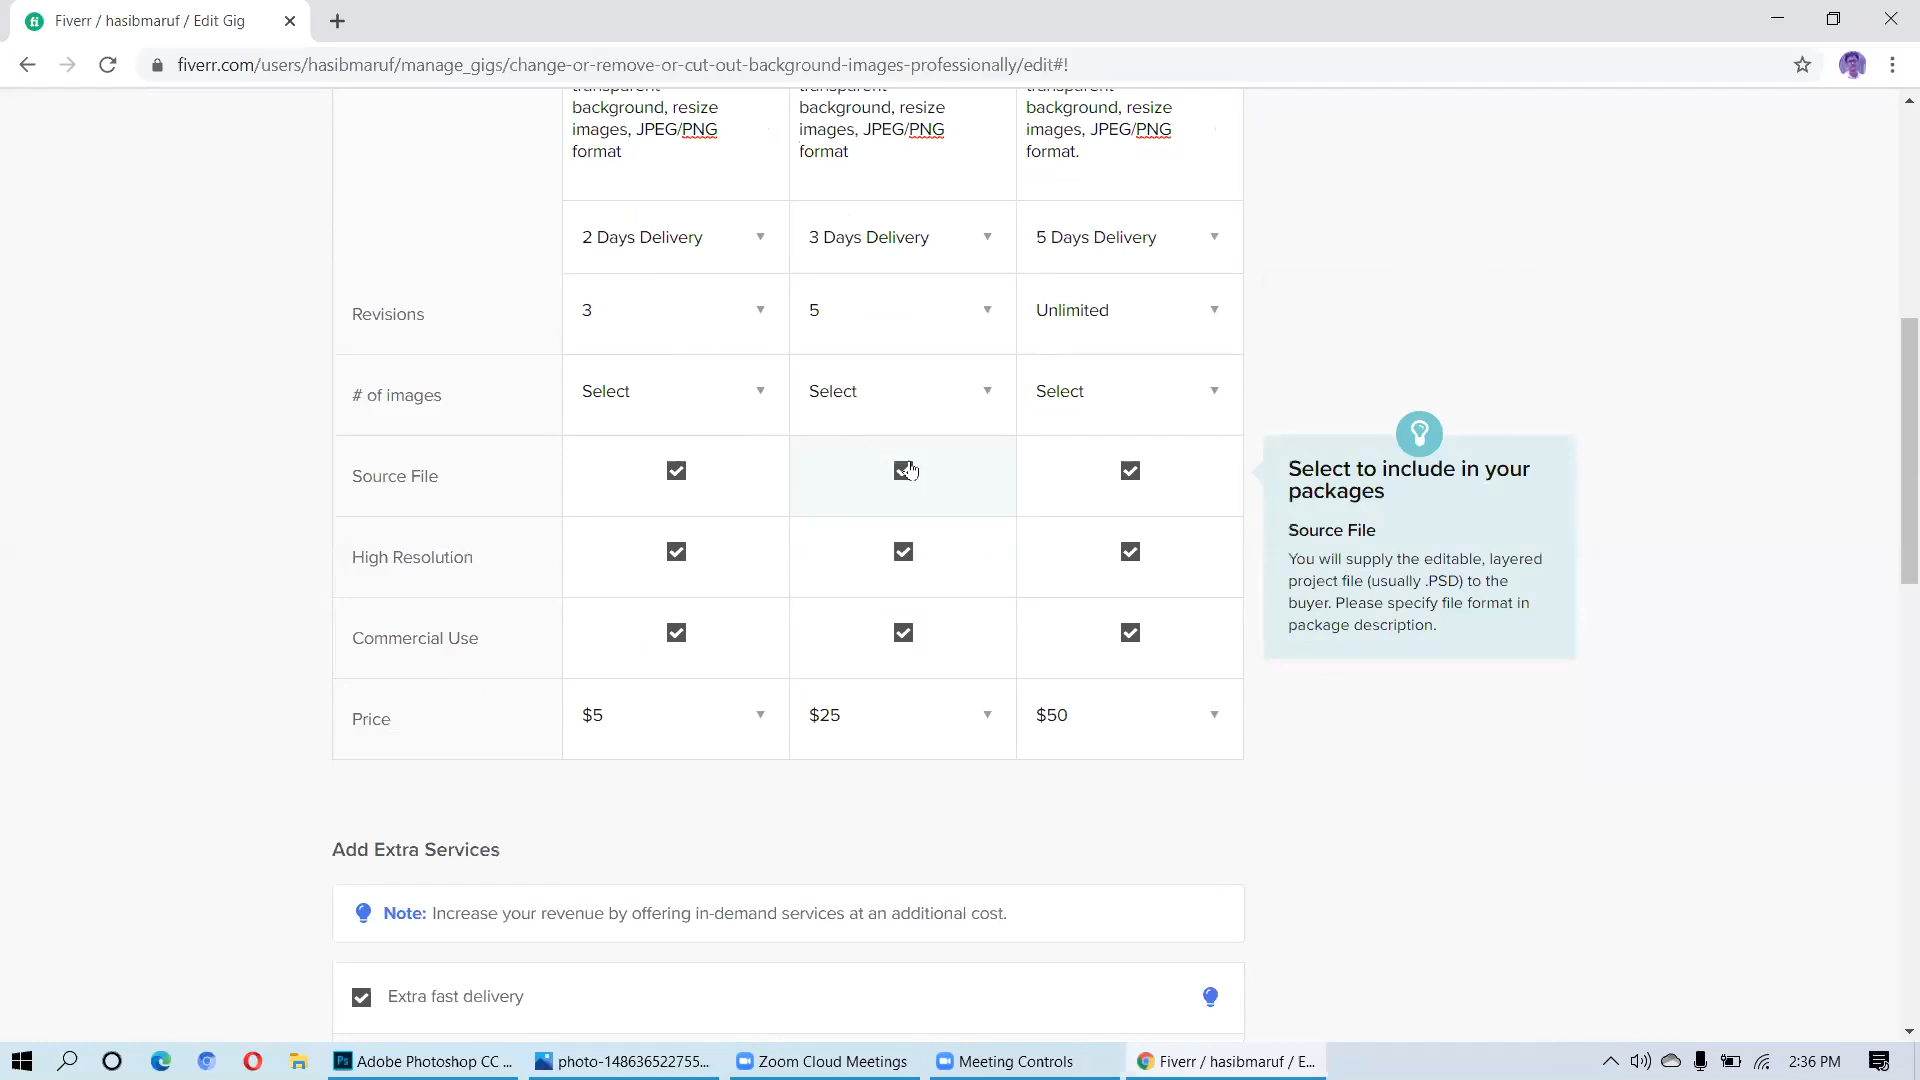 Fiverr / hasibmaruf / Edit Gig
fiverr.com/users/hasibmaruf/manage_gigs/change-or-remove-or-cut-out-background-images-professionally/edit#!
transparent transparent transparent
background, resize background, resize background, resize
images, JPEG/PNG images, JPEG/PNG images, JPEG/PNG
format format format.
2 Days Delivery 3 Days Delivery 5 Days Delivery
Revisions 3 5 Unlimited
# of images Select Select Select
Source File
High Resolution
Commercial Use
Price $5 $25 $50
Select to include in your
packages
Source File
You will supply the editable, layered
project file (usually .PSD) to the
buyer. Please specify file format in
package description.
Add Extra Services
Note: Increase your revenue by offering in-demand services at an additional cost.
Extra fast delivery
Adobe Photoshop CC ... photo-148636522755... Zoom Cloud Meetings Meeting Controls Fiverr / hasibmaruf / E... 2:36 PM